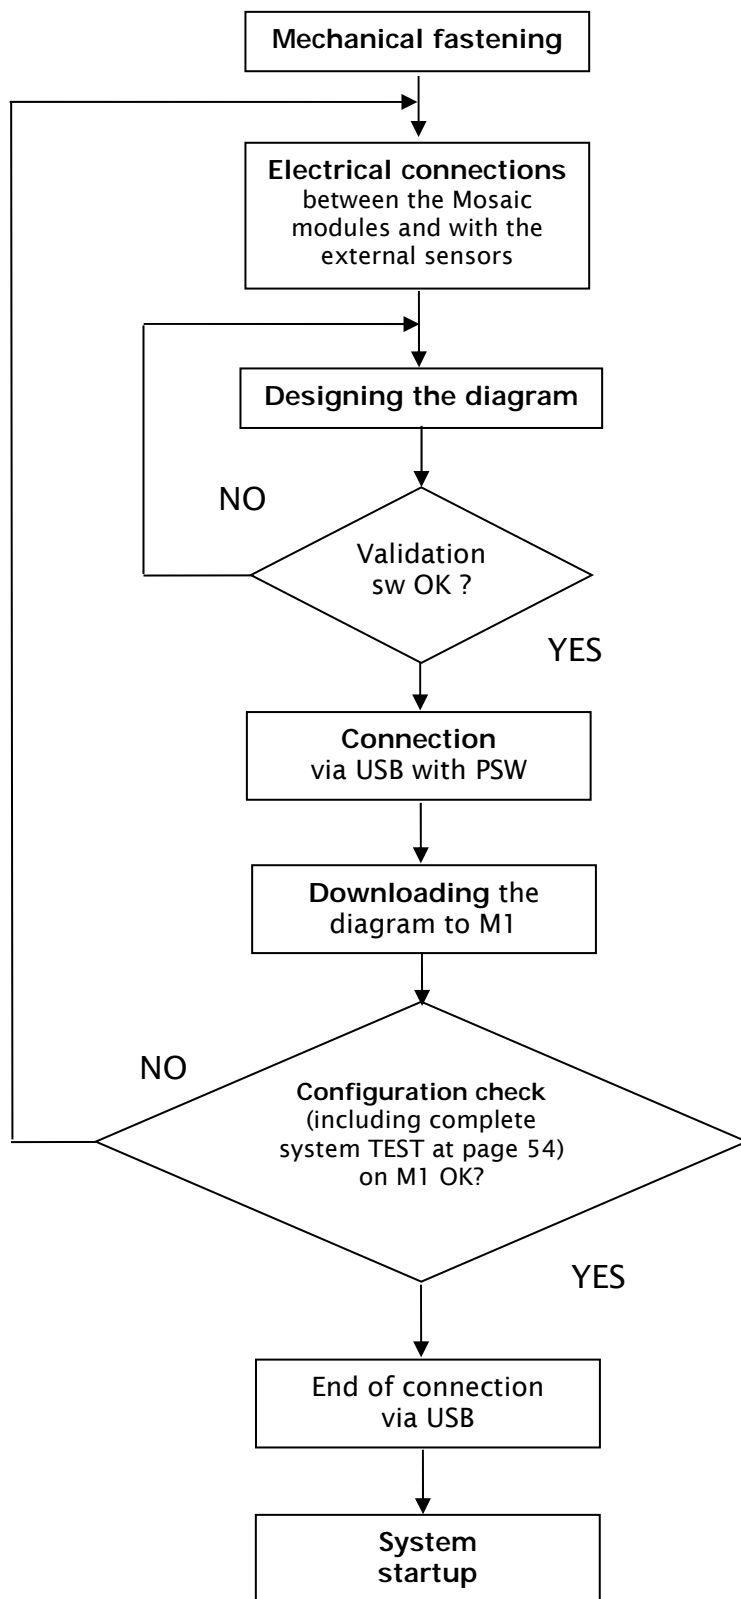 Mechanical fastening
Electrical connections
between the Mosaic
modules and with the
external sensors
Designing the diagram
NO
Validation
sw OK ?
YES
Connection
via USB with PSW
Downloading the
diagram to M1
NO
Configuration check
(including complete
system TEST at page 54)
on M1 OK?
YES
End of connection
via USB
System
startup